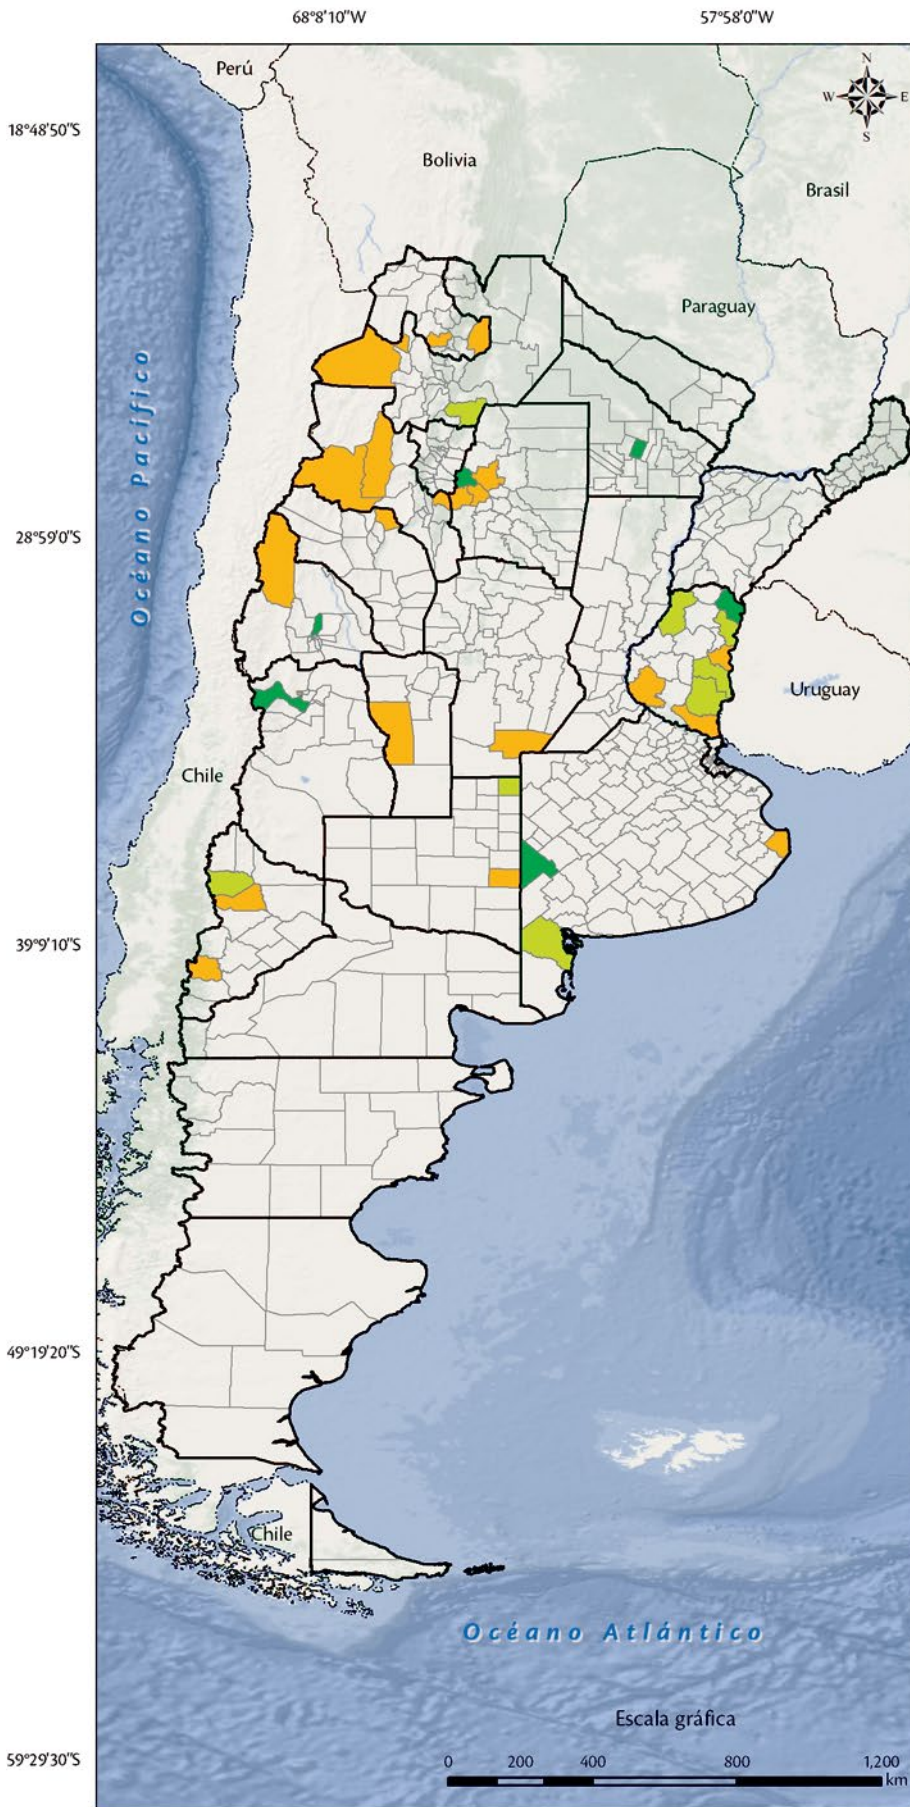 68°8'10"W
57°58'0"W
Perú
N
W
E
S
18°48'50"S
Bolivia
Brasil
Paraguay
Océano Pacífico
28°59'0"S
Uruguay
Chile
39°9'10"S
49°19'20"S
Chile
Océano Atlántico
Escala gráfica
59°29'30"S
0
200
400
800
1,200
km